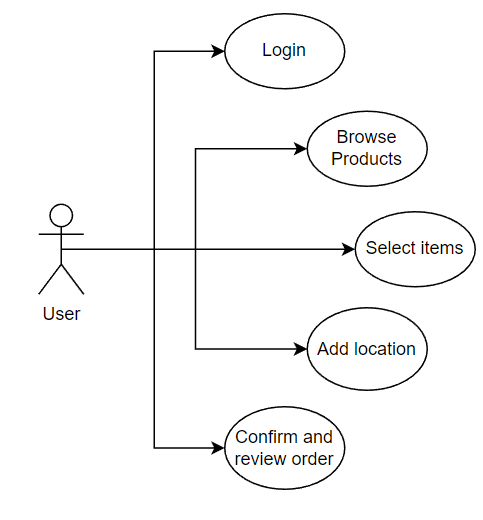 Login
Browse
Products
Select items
User
Add location
Confirm and
review order